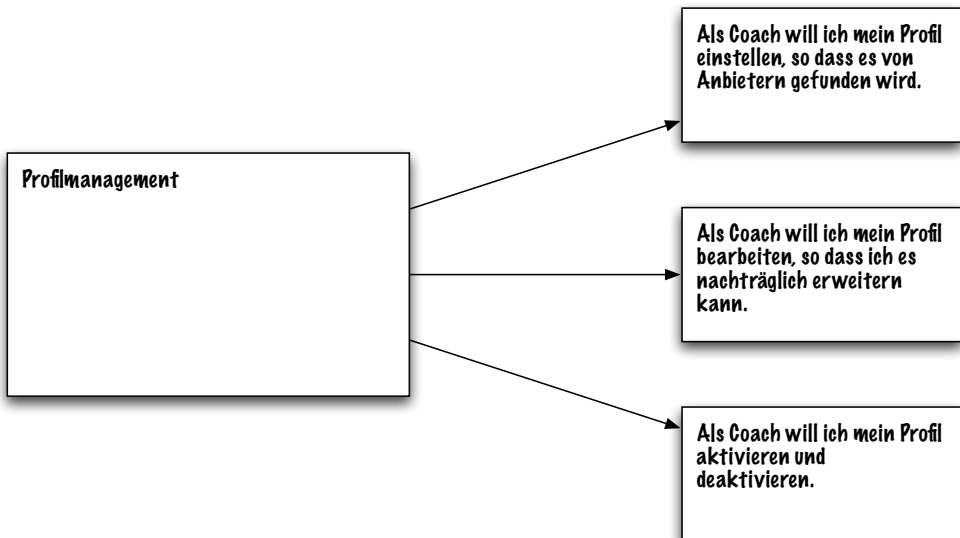 Als Coach will ich mein Profil
einstellen, so dass es von
Anbietern gefunden wird.
Profilmanagement
Als Coach will ich mein Profil
bearbeiten, so dass ich es
nachträglich erweitern
kann.
Als Coach will ich mein Profil
aktivieren und
deaktivieren.